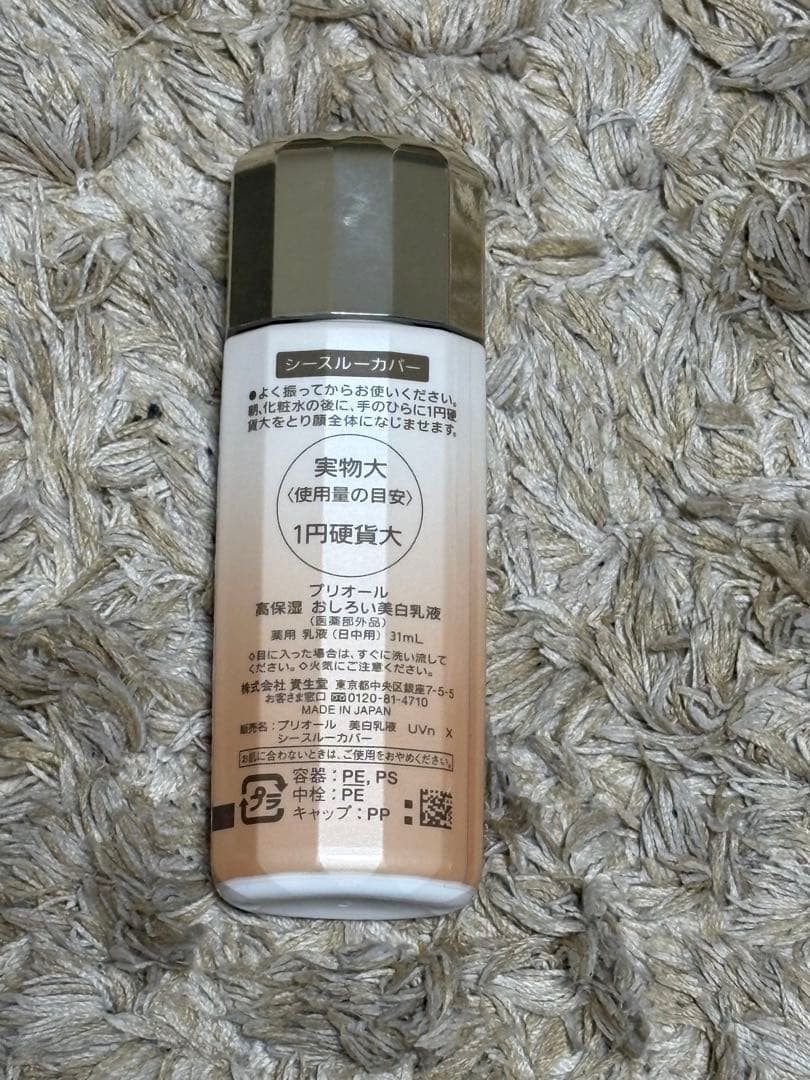 シースルーカバー
●よく振ってからお使いください。
朝、化粧水の後に、手のひらに1円硬
貨大をとり顔全体になじませます。
実物大
〈使用量の目安〉
1円硬貨大
プリオール
高保湿 おしろい美白乳液
(医薬部外品)
薬用 乳液(日中用) 31mL
◇目に入った場合は、すぐに洗い流して
ください。◇火気にご注意ください。
株式会社 資生堂 東京都中央区銀座7-5-5
お客さま窓口 0120-81-4710
MADE IN JAPAN
販売名:プリオール 美白乳液 UVn X
シースルーカバー
お肌に合わないときは、ご使用をおやめください。
プラ
容器:PE, PS
中栓:PE
キャップ:PP